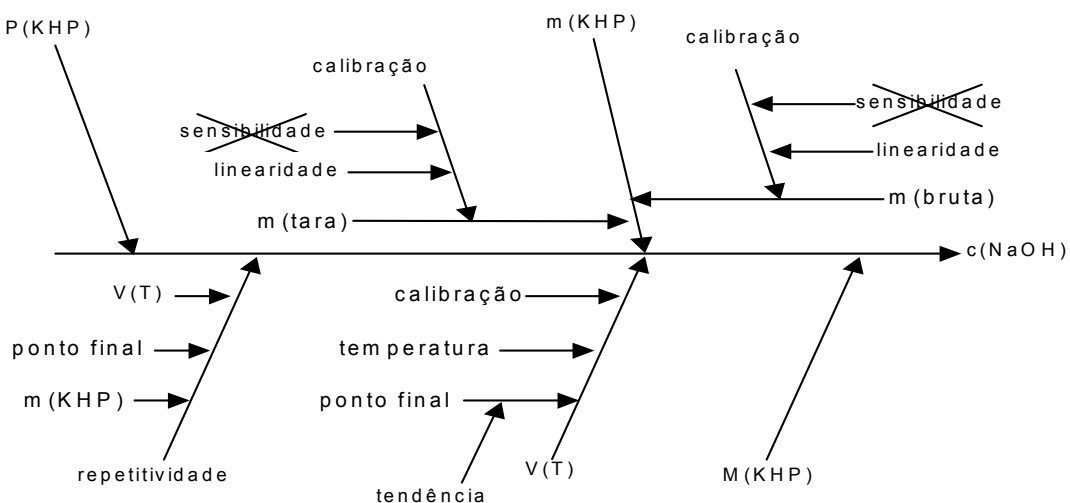 P(KHP)
m(KHP)
calibração
calibração
sensibilidade
sensibilidade
linearidade
linearidade
m(tara)
m(bruta)
c(NaOH)
V(T)
calibração
ponto final
temperatura
m(KHP)
ponto final
repetitividade
V(T)
M(KHP)
tendência